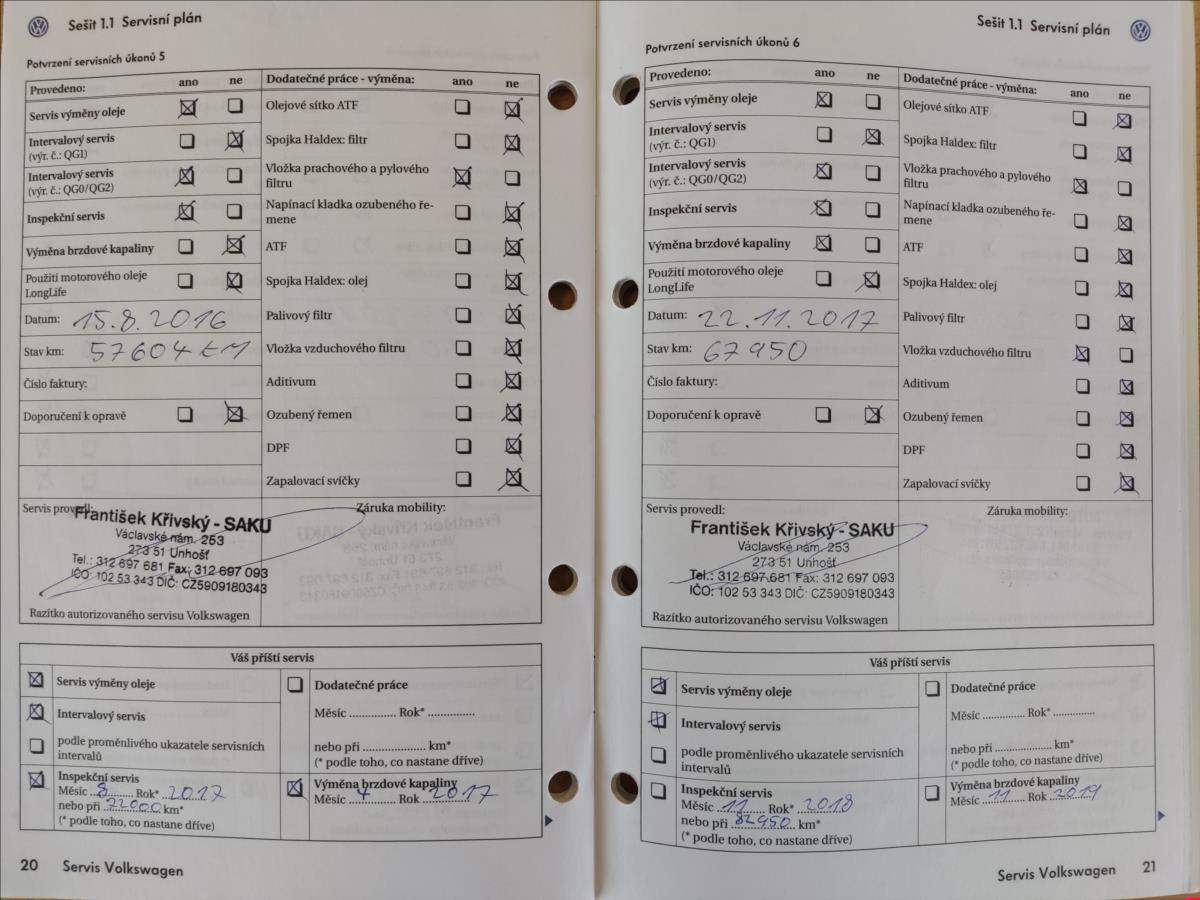 Sešit 1.1 Servisní plán
Potvrzení servisních úkonů 5
Provedeno: ano ne
Servis výměny oleje
Intervalový servis
(výr. č.: QG1)
Intervalový servis
(výr. č.: QG0/QG2)
Inspekční servis
Výměna brzdové kapaliny
Použití motorového oleje
LongLife
Datum: 15.8.2016
Stav km: 57604 KM
Číslo faktury:
Doporučení k opravě
Dodatečné práce - výměna: ano ne
Olejové sítko ATF
Spojka Haldex: filtr
Vložka prachového a pylového
filtru
Napínací kladka ozubeného ře-
mene
ATF
Spojka Haldex: olej
Palivový filtr
Vložka vzduchového filtru
Aditivum
Ozubený řemen
DPF
Zapalovací svíčky
Servis provedl:
František Křivský - SAKU
Václavské nám. 253
273 51 Unhošť
Tel.: 312 697 681 Fax: 312 697 093
IČO: 102 53 343 DIČ: CZ5909180343
Razítko autorizovaného servisu Volkswagen
Záruka mobility:
Váš příští servis
Servis výměny oleje
Intervalový servis
podle proměnlivého ukazatele servisních
intervalů
Inspekční servis
Měsíc 8 Rok* 2017
nebo při 72000 km*
(* podle toho, co nastane dříve)
Dodatečné práce
Měsíc .............. Rok* ..............
nebo při ................... km*
(* podle toho, co nastane dříve)
Výměna brzdové kapaliny
Měsíc 4 Rok 2017
20 Servis Volkswagen
Sešit 1.1 Servisní plán
Potvrzení servisních úkonů 6
Provedeno: ano ne
Servis výměny oleje
Intervalový servis
(výr. č.: QG1)
Intervalový servis
(výr. č.: QG0/QG2)
Inspekční servis
Výměna brzdové kapaliny
Použití motorového oleje
LongLife
Datum: 22.11.2017
Stav km: 67950
Číslo faktury:
Doporučení k opravě
Dodatečné práce - výměna: ano ne
Olejové sítko ATF
Spojka Haldex: filtr
Vložka prachového a pylového
filtru
Napínací kladka ozubeného ře-
mene
ATF
Spojka Haldex: olej
Palivový filtr
Vložka vzduchového filtru
Aditivum
Ozubený řemen
DPF
Zapalovací svíčky
Servis provedl:
František Křivský - SAKU
Václavské nám. 253
273 51 Unhošť
Tel.: 312 697 681 Fax: 312 697 093
IČO: 102 53 343 DIČ: CZ5909180343
Razítko autorizovaného servisu Volkswagen
Záruka mobility:
Váš příští servis
Servis výměny oleje
Intervalový servis
podle proměnlivého ukazatele servisních
intervalů
Inspekční servis
Měsíc 11 Rok* 2018
nebo při 82950 km*
(* podle toho, co nastane dříve)
Dodatečné práce
Měsíc .............. Rok* ..............
nebo při ................... km*
(* podle toho, co nastane dříve)
Výměna brzdové kapaliny
Měsíc 11 Rok 2019
Servis Volkswagen 21